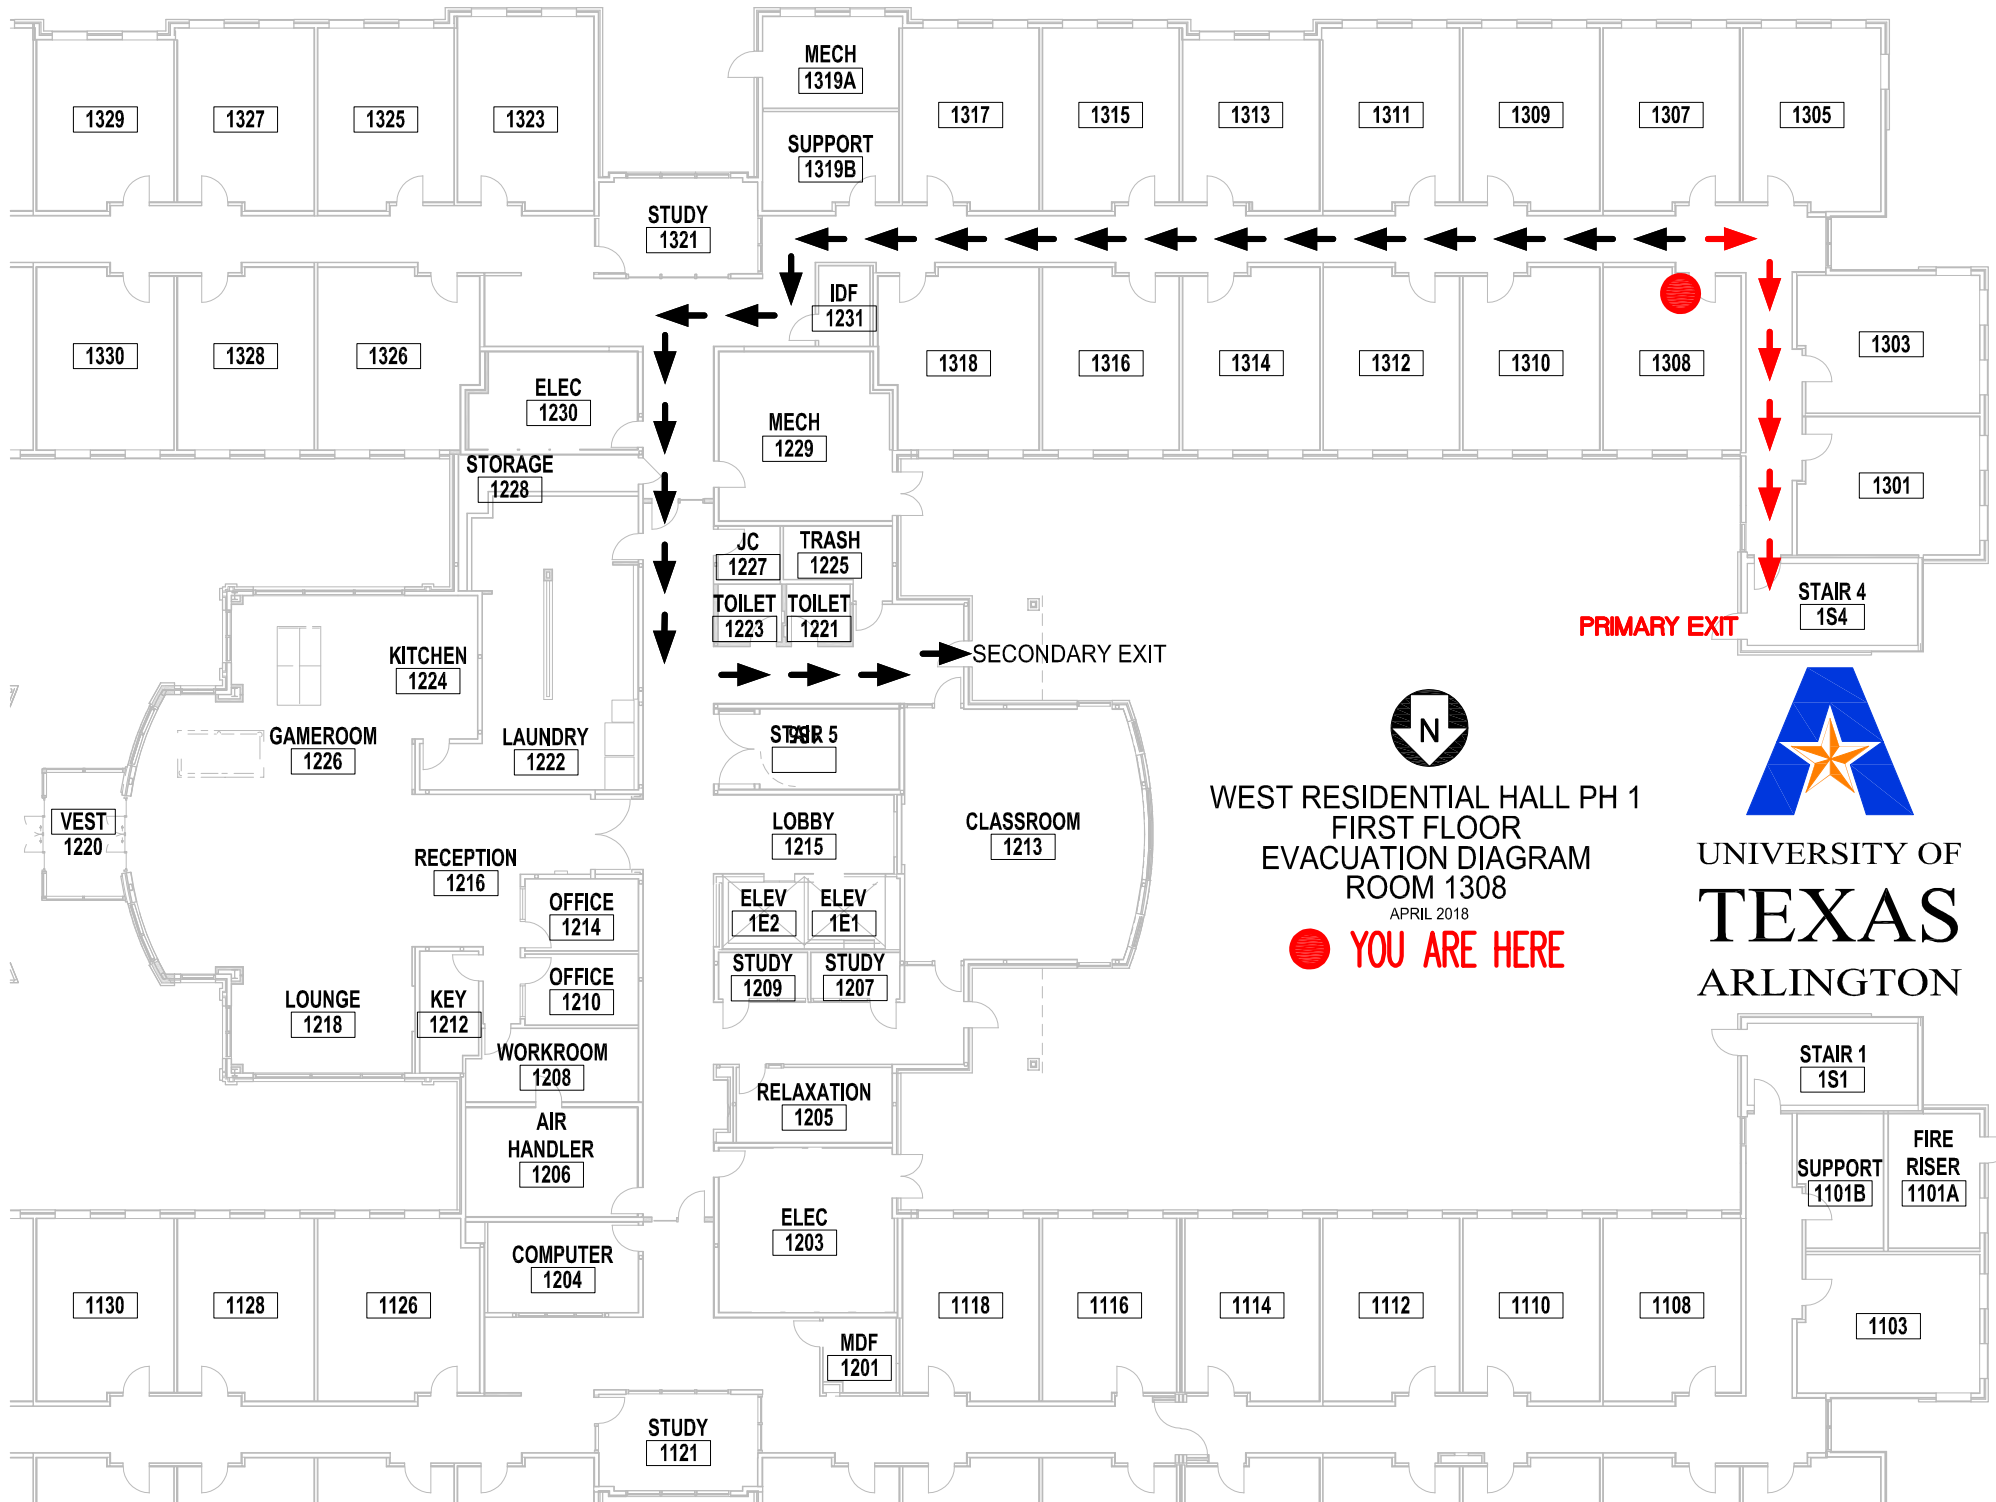 MECH
1319A
1329
1327
1325
1323
1317
1315
1313
1311
1309
1307
1305
SUPPORT
1319B
STUDY
1321
IDF
1231
1330
1328
1326
1318
1316
1314
1312
1310
1308
1303
ELEC
1230
MECH
1229
STORAGE
1228
1301
JC
1227
TRASH
1225
TOILET
1223
TOILET
1221
STAIR 4
1S4
PRIMARY EXIT
SECONDARY EXIT
KITCHEN
1224
GAMEROOM
1226
LAUNDRY
1222
STAIR 5
N
WEST RESIDENTIAL HALL PH 1
FIRST FLOOR
EVACUATION DIAGRAM
ROOM 1308
APRIL 2018
YOU ARE HERE
UNIVERSITY OF
TEXAS
ARLINGTON
VEST
1220
LOBBY
1215
CLASSROOM
1213
RECEPTION
1216
OFFICE
1214
ELEV
1E2
ELEV
1E1
OFFICE
1210
STUDY
1209
STUDY
1207
LOUNGE
1218
KEY
1212
WORKROOM
1208
RELAXATION
1205
STAIR 1
1S1
AIR
HANDLER
1206
SUPPORT
1101B
FIRE
RISER
1101A
ELEC
1203
COMPUTER
1204
1130
1128
1126
1118
1116
1114
1112
1110
1108
1103
MDF
1201
STUDY
1121